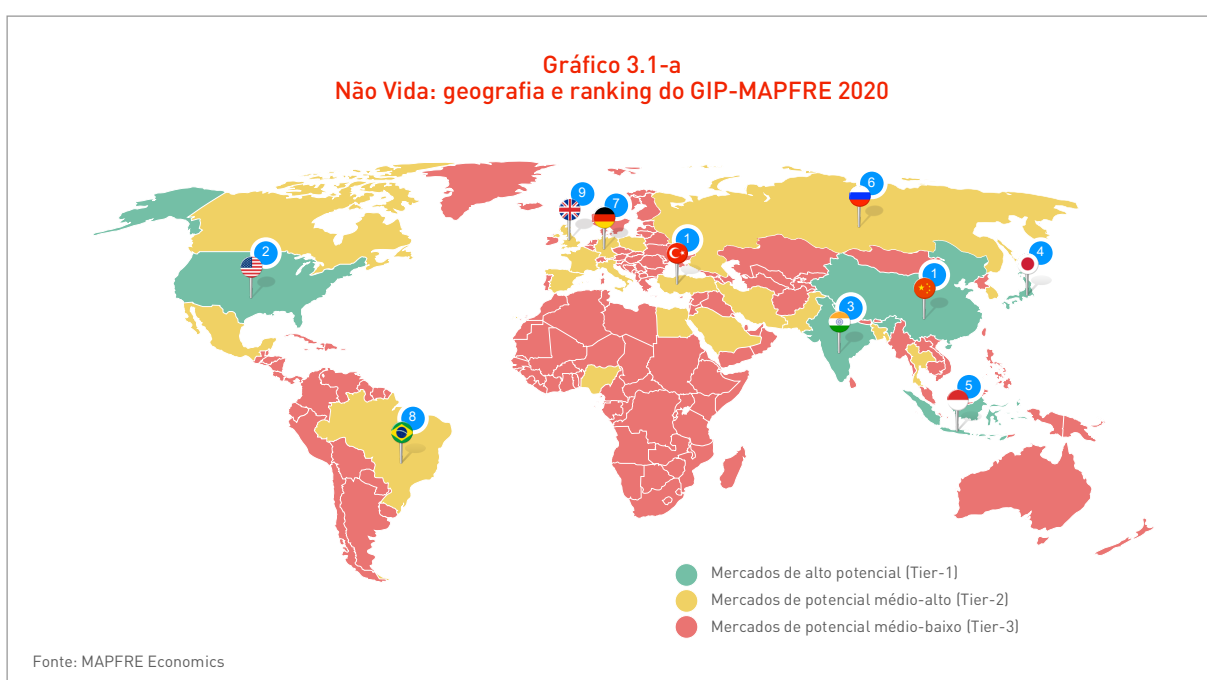 Gráfico 3.1-a
Não Vida: geografia e ranking do GIP-MAPFRE 2020
9
7
6
2
1
4
1
3
5
8
Mercados de alto potencial (Tier-1)
Mercados de potencial médio-alto (Tier-2)
Mercados de potencial médio-baixo (Tier-3)
Fonte: MAPFRE Economics